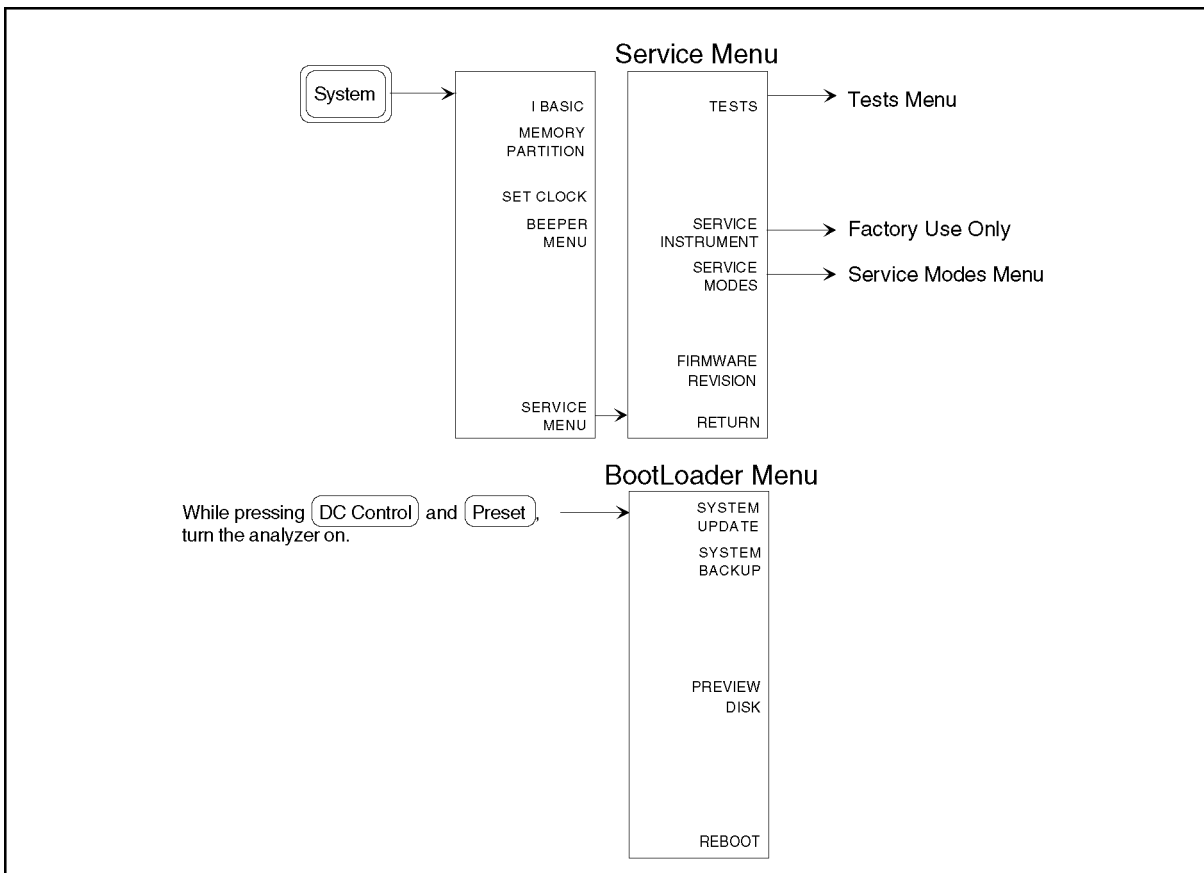 Service Menu
System
I BASIC
MEMORY
PARTITION
SET CLOCK
BEEPER
MENU
SERVICE
MENU
TESTS
Tests Menu
SERVICE
INSTRUMENT
Factory Use Only
SERVICE
MODES
Service Modes Menu
FIRMWARE
REVISION
RETURN
BootLoader Menu
While pressing DC Control and Preset,
turn the analyzer on.
SYSTEM
UPDATE
SYSTEM
BACKUP
PREVIEW
DISK
REBOOT